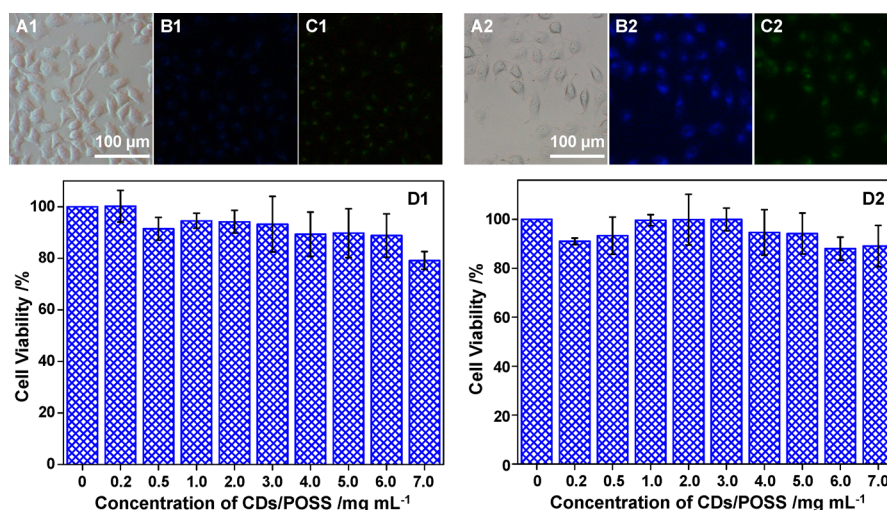 A1
B1
C1
100 µm
A2
B2
C2
100 µm
D1
Cell Viability /%
100
80
60
40
20
0
0 0.2 0.5 1.0 2.0 3.0 4.0 5.0 6.0 7.0
Concentration of CDs/POSS /mg mL-1
D2
Cell Viability /%
100
80
60
40
20
0
0 0.2 0.5 1.0 2.0 3.0 4.0 5.0 6.0 7.0
Concentration of CDs/POSS /mg mL-1